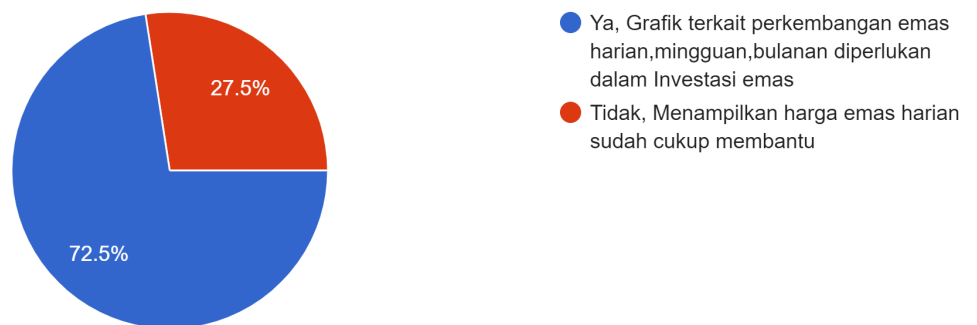 27.5%
72.5%
Ya, Grafik terkait perkembangan emas
harian,mingguan,bulanan diperlukan
dalam Investasi emas
Tidak, Menampilkan harga emas harian
sudah cukup membantu